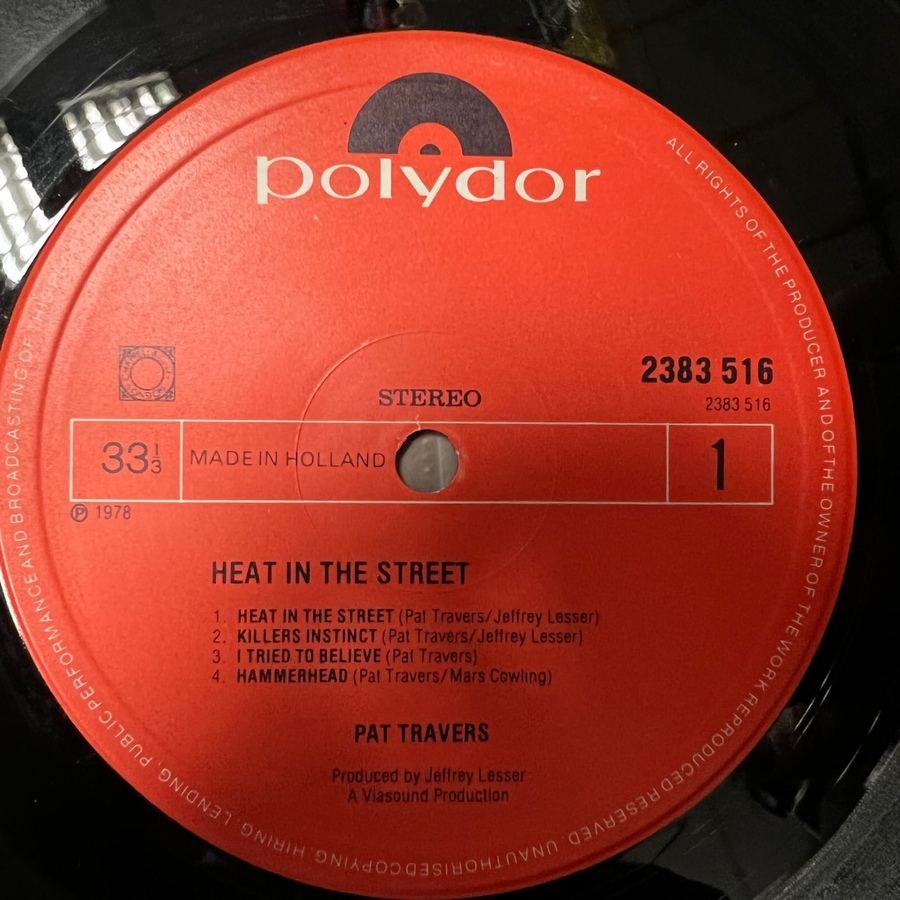 polydor
2383 516
STEREO
2383 516
33 1/3
MADE IN HOLLAND
1
℗ 1978
HEAT IN THE STREET
1. HEAT IN THE STREET (Pat Travers/Jeffrey Lesser)
2. KILLERS INSTINCT (Pat Travers/Jeffrey Lesser)
3. I TRIED TO BELIEVE (Pat Travers)
4. HAMMERHEAD (Pat Travers/Mars Cowling)
PAT TRAVERS
Produced by Jeffrey Lesser
A Viasound Production
ALL RIGHTS OF THE PRODUCER AND OF THE OWNER OF THE WORK REPRODUCED RESERVED. UNAUTHORISED COPYING, HIRING, LENDING, PUBLIC PERFORMANCE AND BROADCASTING OF